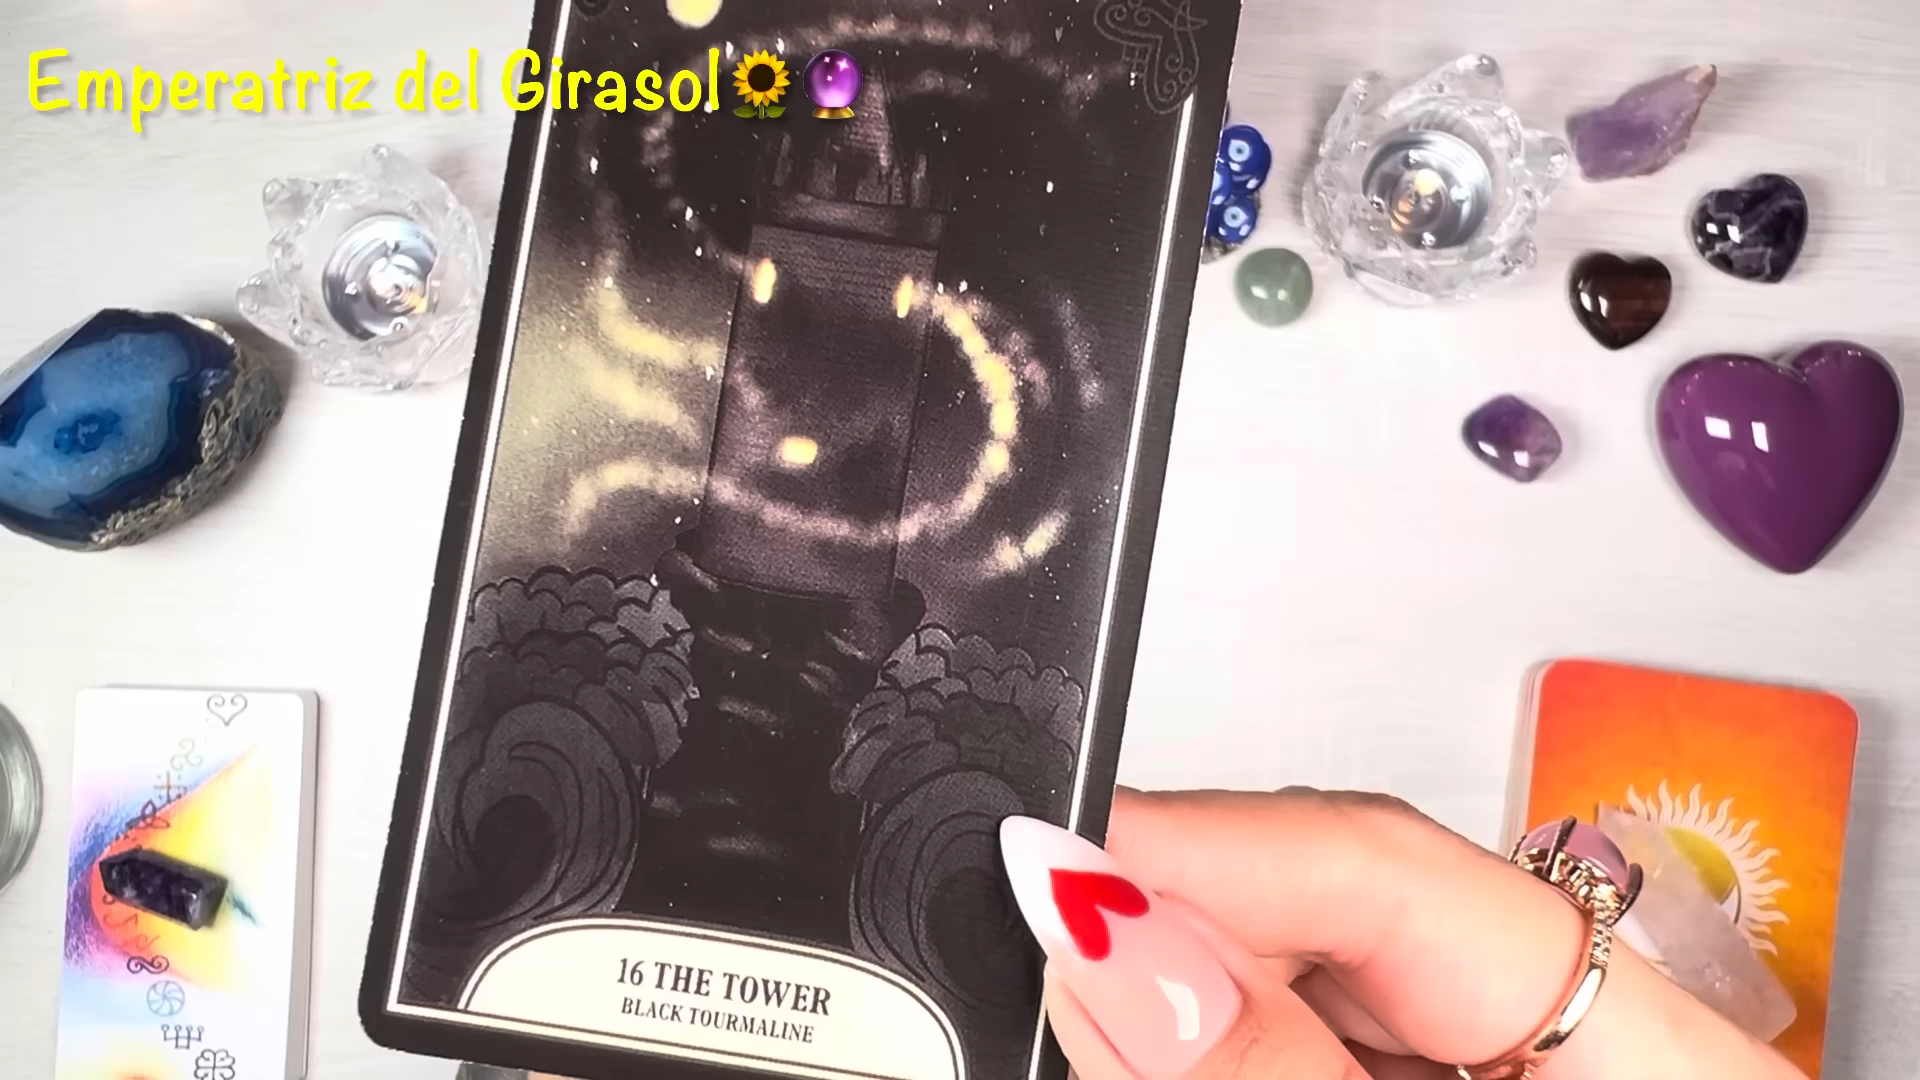 Emperatriz del Girasol🌻🔮
16 THE TOWER
BLACK TOURMALINE